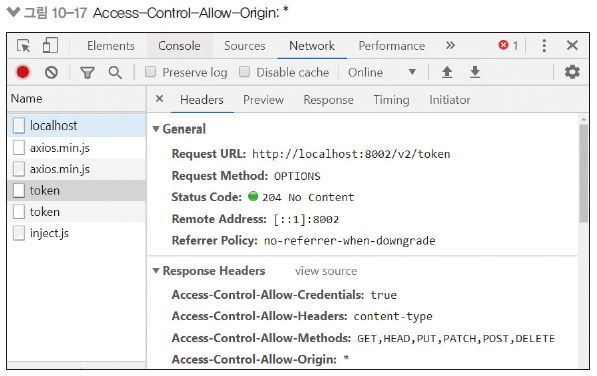 그림 10-17 Access-Control-Allow-Origin: *
Elements Console Sources Network Performance » 1
Preserve log Disable cache Online
Name × Headers Preview Response Timing Initiator
localhost
axios.min.js
axios.min.js
token
token
inject.js
General
Request URL: http://localhost:8002/v2/token
Request Method: OPTIONS
Status Code: 204 No Content
Remote Address: [::1]:8002
Referrer Policy: no-referrer-when-downgrade
Response Headers view source
Access-Control-Allow-Credentials: true
Access-Control-Allow-Headers: content-type
Access-Control-Allow-Methods: GET,HEAD,PUT,PATCH,POST,DELETE
Access-Control-Allow-Origin: *